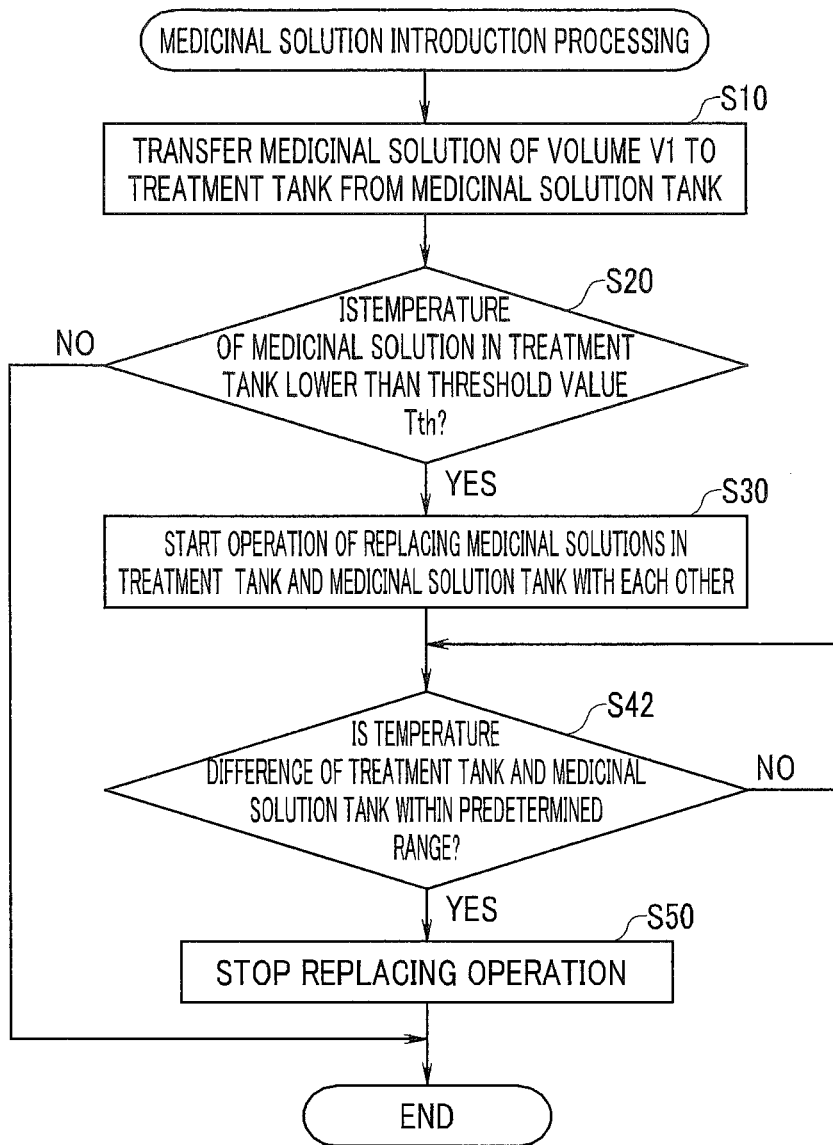 MEDICINAL SOLUTION INTRODUCTION PROCESSING
S10
TRANSFER MEDICINAL SOLUTION OF VOLUME V1 TO
TREATMENT TANK FROM MEDICINAL SOLUTION TANK
S20
ISTEMPERATURE
OF MEDICINAL SOLUTION IN TREATMENT
TANK LOWER THAN THRESHOLD VALUE
Tth?
NO
YES
S30
START OPERATION OF REPLACING MEDICINAL SOLUTIONS IN
TREATMENT TANK AND MEDICINAL SOLUTION TANK WITH EACH OTHER
S42
IS TEMPERATURE
DIFFERENCE OF TREATMENT TANK AND MEDICINAL
SOLUTION TANK WITHIN PREDETERMINED
RANGE?
NO
YES
S50
STOP REPLACING OPERATION
END